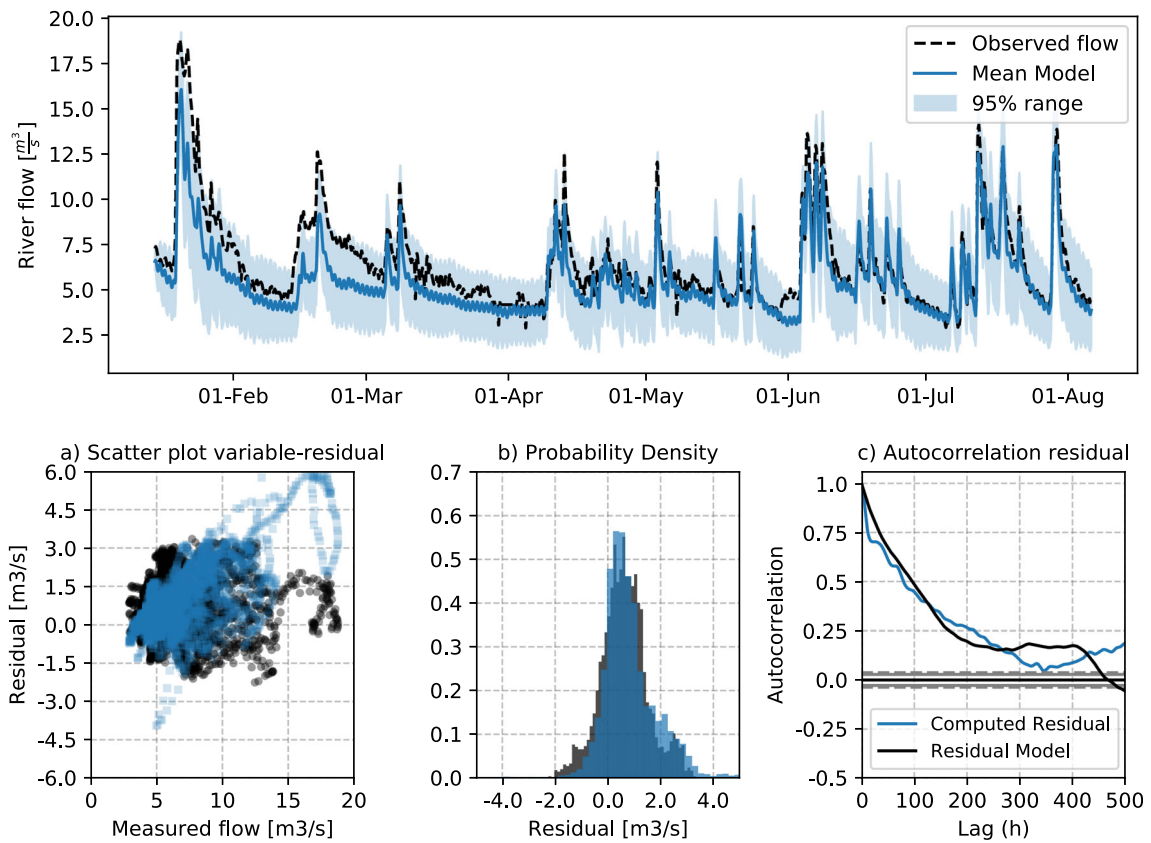 20.0
17.5
15.0
12.5
10.0
7.5
5.0
2.5
River flow [m³/s]
Observed flow
Mean Model
95% range
01-Feb 01-Mar 01-Apr 01-May 01-Jun 01-Jul 01-Aug
a) Scatter plot variable-residual
6.0
4.5
3.0
1.5
0.0
-1.5
-3.0
-4.5
-6.0
Residual [m3/s]
0 5 10 15 20
Measured flow [m3/s]
b) Probability Density
0.7
0.6
0.5
0.4
0.3
0.2
0.1
0.0
-4.0 -2.0 0.0 2.0 4.0
Residual [m3/s]
c) Autocorrelation residual
1.0
0.75
0.5
0.25
0.0
-0.25
-0.5
Autocorrelation
Computed Residual
Residual Model
0 100 200 300 400 500
Lag (h)